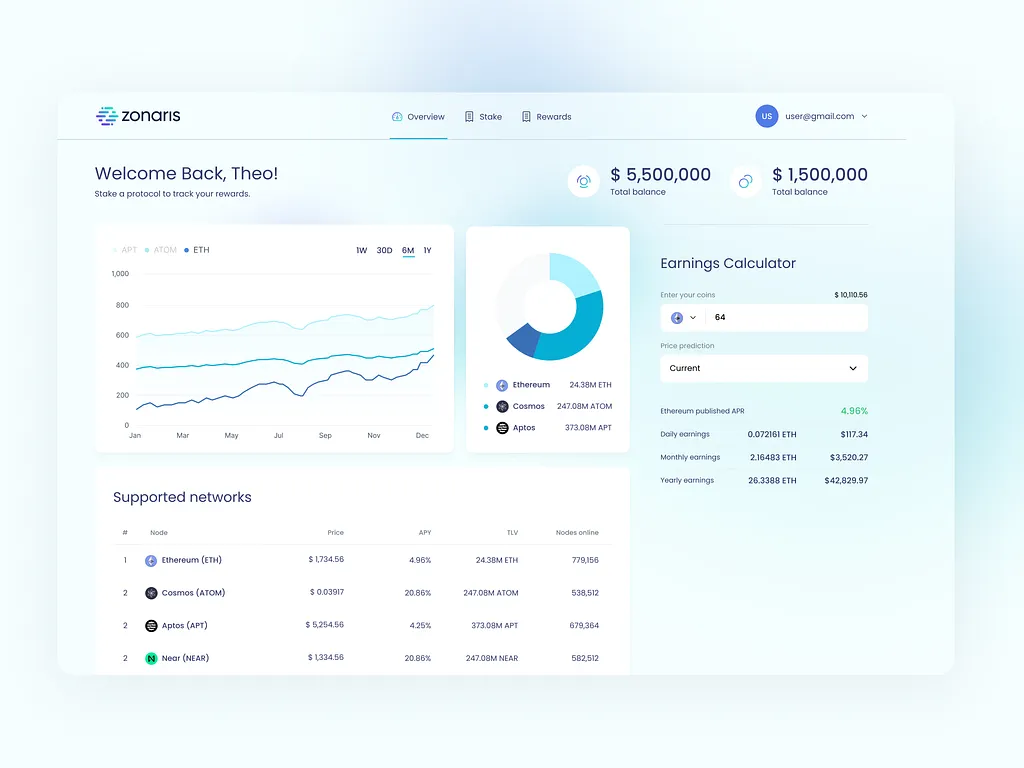 zonaris
Overview Stake Rewards
US user@gmail.com
Welcome Back, Theo!
Stake a protocol to track your rewards.
$ 5,500,000
Total balance
$ 1,500,000
Total balance
APT ATOM ETH
1W 30D 6M 1Y
1,000
800
600
400
200
0
Jan Mar May Jul Sep Nov Dec
Ethereum 24.38M ETH
Cosmos 247.08M ATOM
Aptos 373.08M APT
Earnings Calculator
Enter your coins $ 10,110.56
64
Price prediction
Current
Ethereum published APR 4.96%
Daily earnings 0.072161 ETH $117.34
Monthly earnings 2.16483 ETH $3,520.27
Yearly earnings 26.3388 ETH $42,829.97
Supported networks
# Node Price APY TLV Nodes online
1 Ethereum (ETH) $ 1,734.56 4.96% 24.38M ETH 779,156
2 Cosmos (ATOM) $ 0.03917 20.86% 247.08M ATOM 538,512
2 Aptos (APT) $ 5,254.56 4.25% 373.08M APT 679,364
2 Near (NEAR) $ 1,334.56 20.86% 247.08M NEAR 582,512